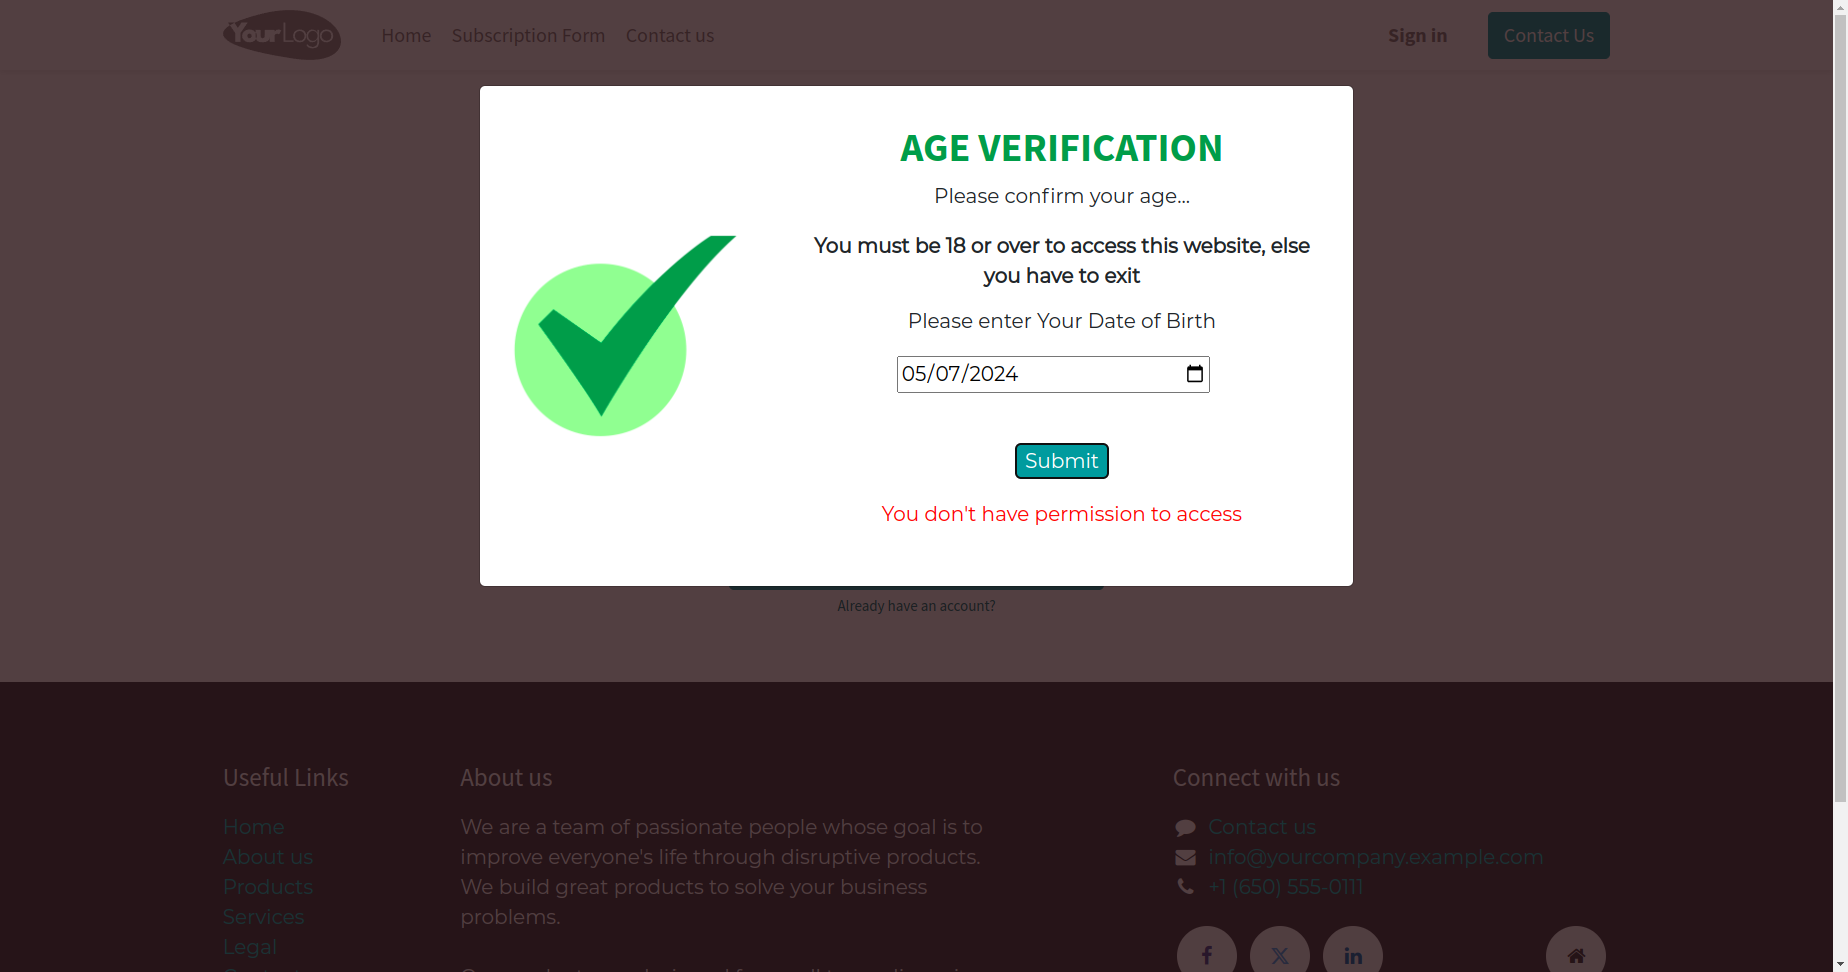 YourLogo
Home
Subscription Form
Contact us
Sign in
Contact Us
AGE VERIFICATION
Please confirm your age...
You must be 18 or over to access this website, else
you have to exit
Please enter Your Date of Birth
05/07/2024
Submit
You don't have permission to access
Already have an account?
Useful Links
Home
About us
Products
Services
Legal
About us
We are a team of passionate people whose goal is to
improve everyone's life through disruptive products.
We build great products to solve your business
problems.
Connect with us
Contact us
info@yourcompany.example.com
+1 (650) 555-0111